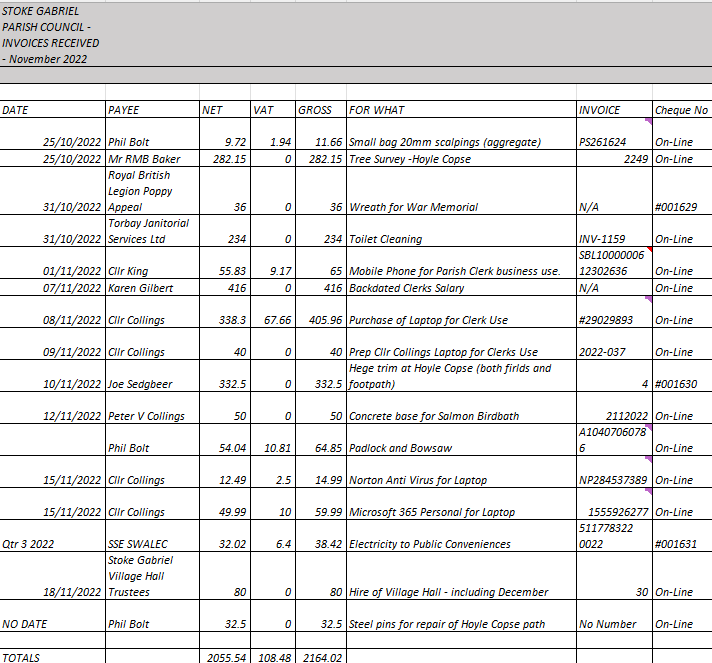 STOKE GABRIEL
PARISH COUNCIL -
INVOICES RECEIVED
- November 2022
DATE PAYEE NET VAT GROSS FOR WHAT INVOICE Cheque No
25/10/2022 Phil Bolt 9.72 1.94 11.66 Small bag 20mm scalpings (aggregate) PS261624 On-Line
25/10/2022 Mr RMB Baker 282.15 0 282.15 Tree Survey -Hoyle Copse 2249 On-Line
Royal British
Legion Poppy
31/10/2022 Appeal 36 0 36 Wreath for War Memorial N/A #001629
Torbay Janitorial
31/10/2022 Services Ltd 234 0 234 Toilet Cleaning INV-1159 On-Line
SBL10000006
01/11/2022 Cllr King 55.83 9.17 65 Mobile Phone for Parish Clerk business use. 12302636 On-Line
07/11/2022 Karen Gilbert 416 0 416 Backdated Clerks Salary N/A On-Line
08/11/2022 Cllr Collings 338.3 67.66 405.96 Purchase of Laptop for Clerk Use #29029893 On-Line
09/11/2022 Cllr Collings 40 0 40 Prep Cllr Collings Laptop for Clerks Use 2022-037 On-Line
Hege trim at Hoyle Copse (both firlds and
10/11/2022 Joe Sedgbeer 332.5 0 332.5 footpath) 4 #001630
12/11/2022 Peter V Collings 50 0 50 Concrete base for Salmon Birdbath 2112022 On-Line
A1040706078
Phil Bolt 54.04 10.81 64.85 Padlock and Bowsaw 6 On-Line
15/11/2022 Cllr Collings 12.49 2.5 14.99 Norton Anti Virus for Laptop NP284537389 On-Line
15/11/2022 Cllr Collings 49.99 10 59.99 Microsoft 365 Personal for Laptop 1555926277 On-Line
511778322
Qtr 3 2022 SSE SWALEC 32.02 6.4 38.42 Electricity to Public Conveniences 0022 #001631
Stoke Gabriel
Village Hall
18/11/2022 Trustees 80 0 80 Hire of Village Hall - including December 30 On-Line
NO DATE Phil Bolt 32.5 0 32.5 Steel pins for repair of Hoyle Copse path No Number On-Line
TOTALS 2055.54 108.48 2164.02